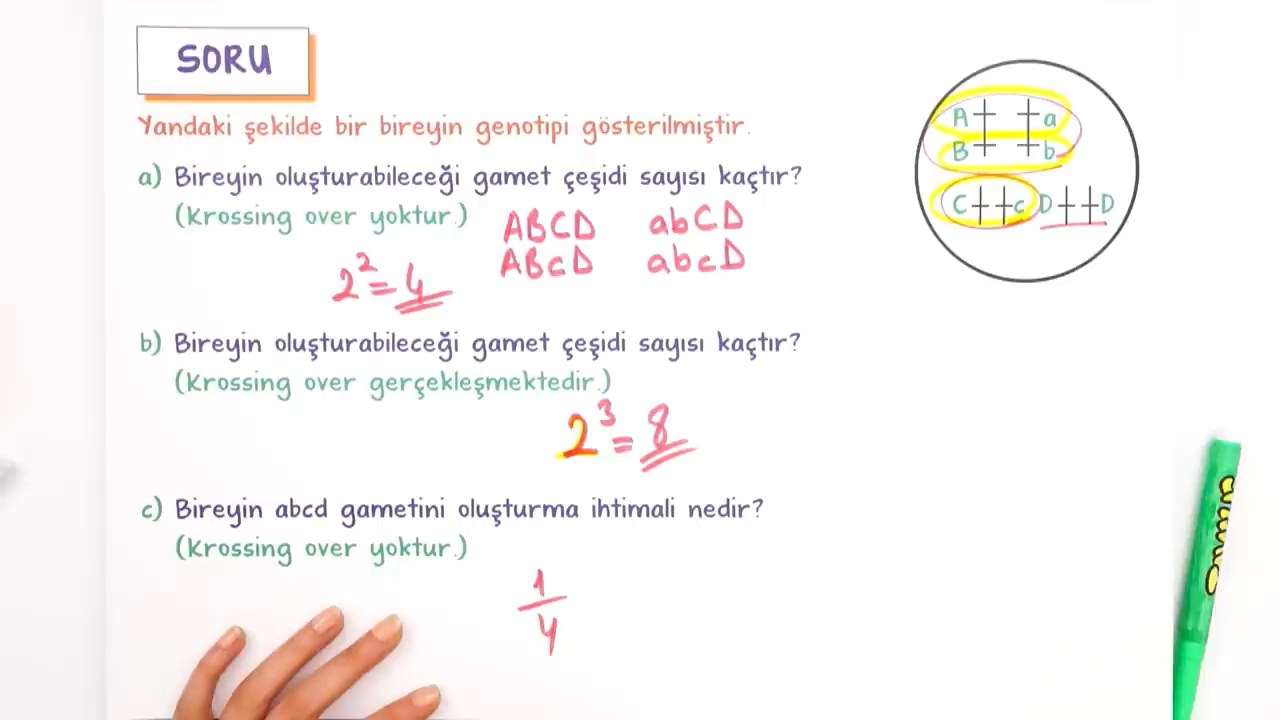 SORU
Yandaki şekilde bir bireyin genotipi gösterilmiştir.
a) Bireyin oluşturabileceği gamet çeşidi sayısı kaçtır?
(Krossing over yoktur.)
ABCD abCD
ABcD abcD
2² = 4
b) Bireyin oluşturabileceği gamet çeşidi sayısı kaçtır?
(Krossing over gerçekleşmektedir.)
2³ = 8
c) Bireyin abcd gametini oluşturma ihtimali nedir?
(Krossing over yoktur.)
1
4
A a
B b
C c D D